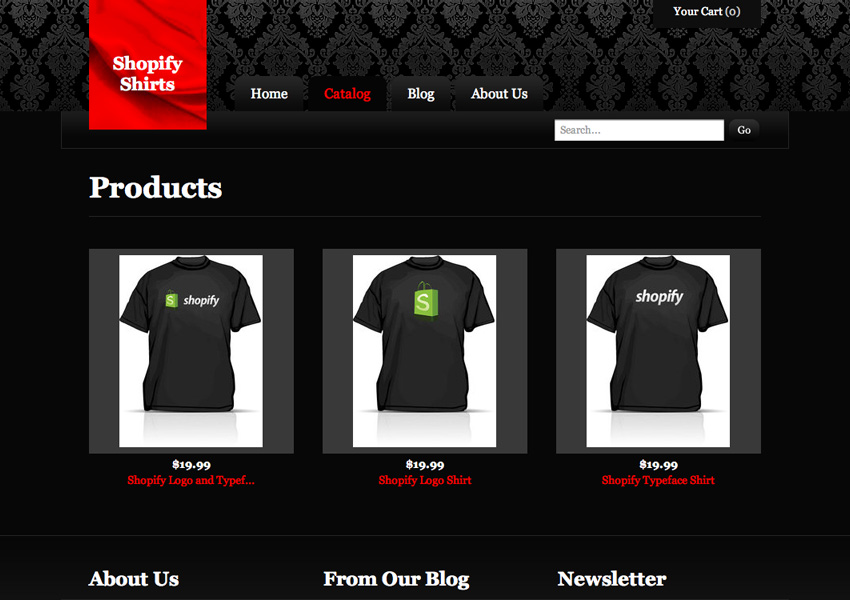 Your Cart (0)
Shopify
Shirts
Home
Catalog
Blog
About Us
Search...
Go
Products
S shopify
S
shopify
$19.99
$19.99
$19.99
Shopify Logo and Typef...
Shopify Logo Shirt
Shopify Typeface Shirt
About Us
From Our Blog
Newsletter